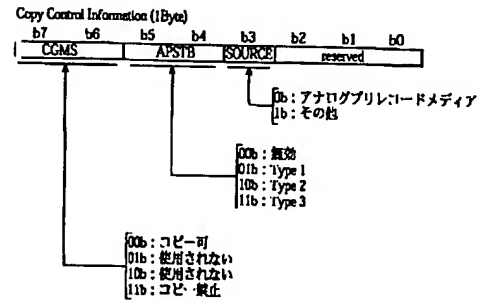 Copy Control Information (1Byte)
b7 b6 b5 b4 b3 b2 b1 b0
CGMS APSTB SOURCE reserved
0b：アナログプリレコードメディア
1b：その他
00b：無効
01b：Type 1
10b：Type 2
11b：Type 3
00b：コピー可
01b：使用されない
10b：使用されない
11b：コピー禁止